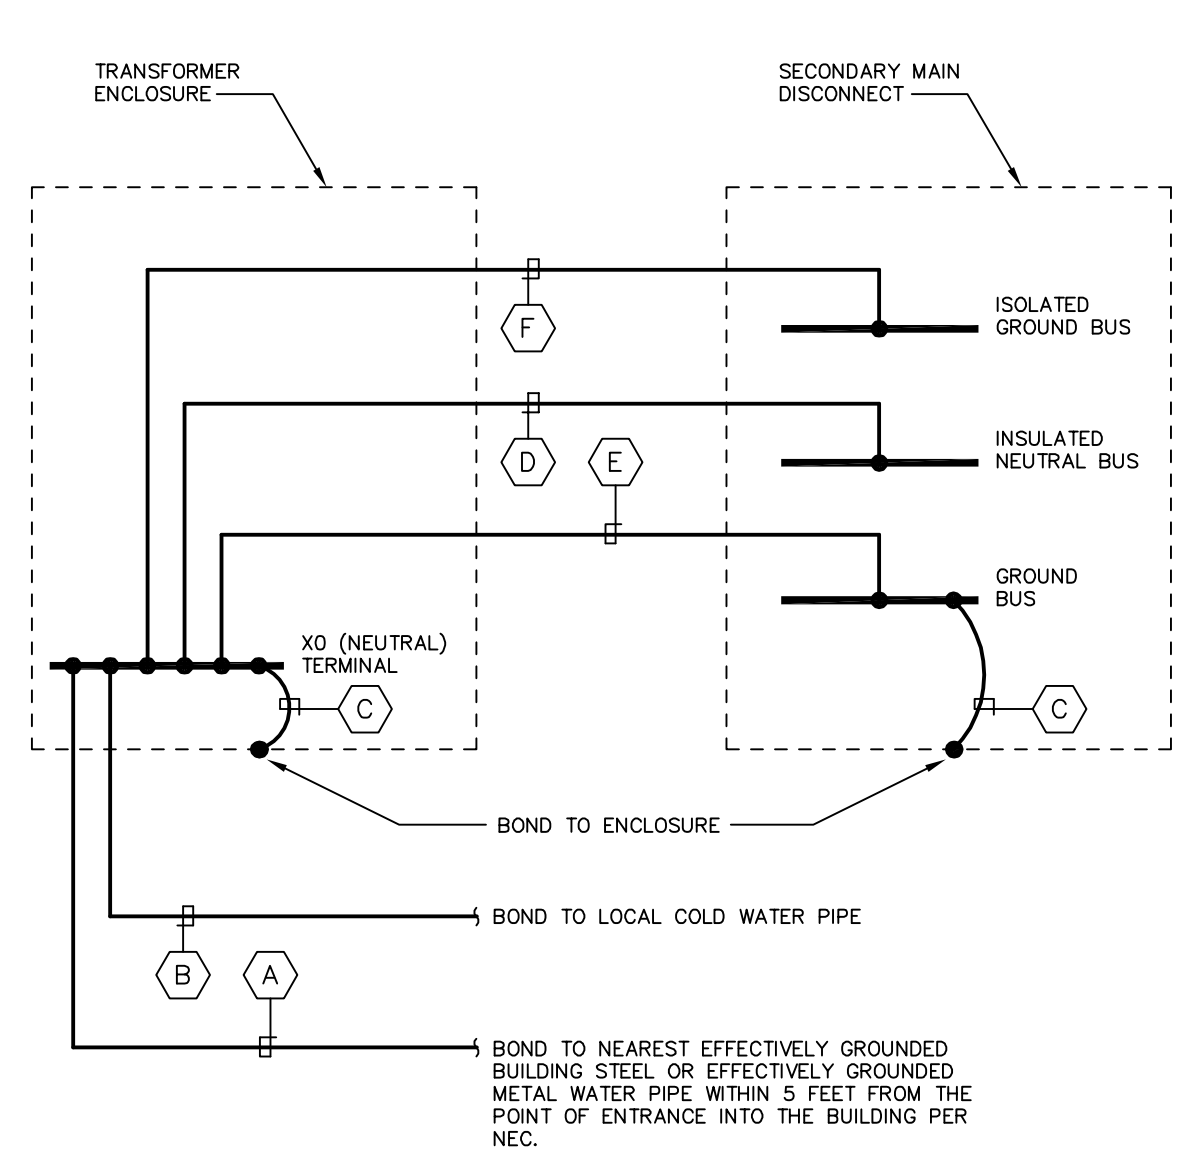 TRANSFORMER
ENCLOSURE
SECONDARY MAIN
DISCONNECT
F
ISOLATED
GROUND BUS
D
E
INSULATED
NEUTRAL BUS
GROUND
BUS
X0 (NEUTRAL)
TERMINAL
C
C
BOND TO ENCLOSURE
BOND TO LOCAL COLD WATER PIPE
B
A
BOND TO NEAREST EFFECTIVELY GROUNDED
BUILDING STEEL OR EFFECTIVELY GROUNDED
METAL WATER PIPE WITHIN 5 FEET FROM THE
POINT OF ENTRANCE INTO THE BUILDING PER
NEC.